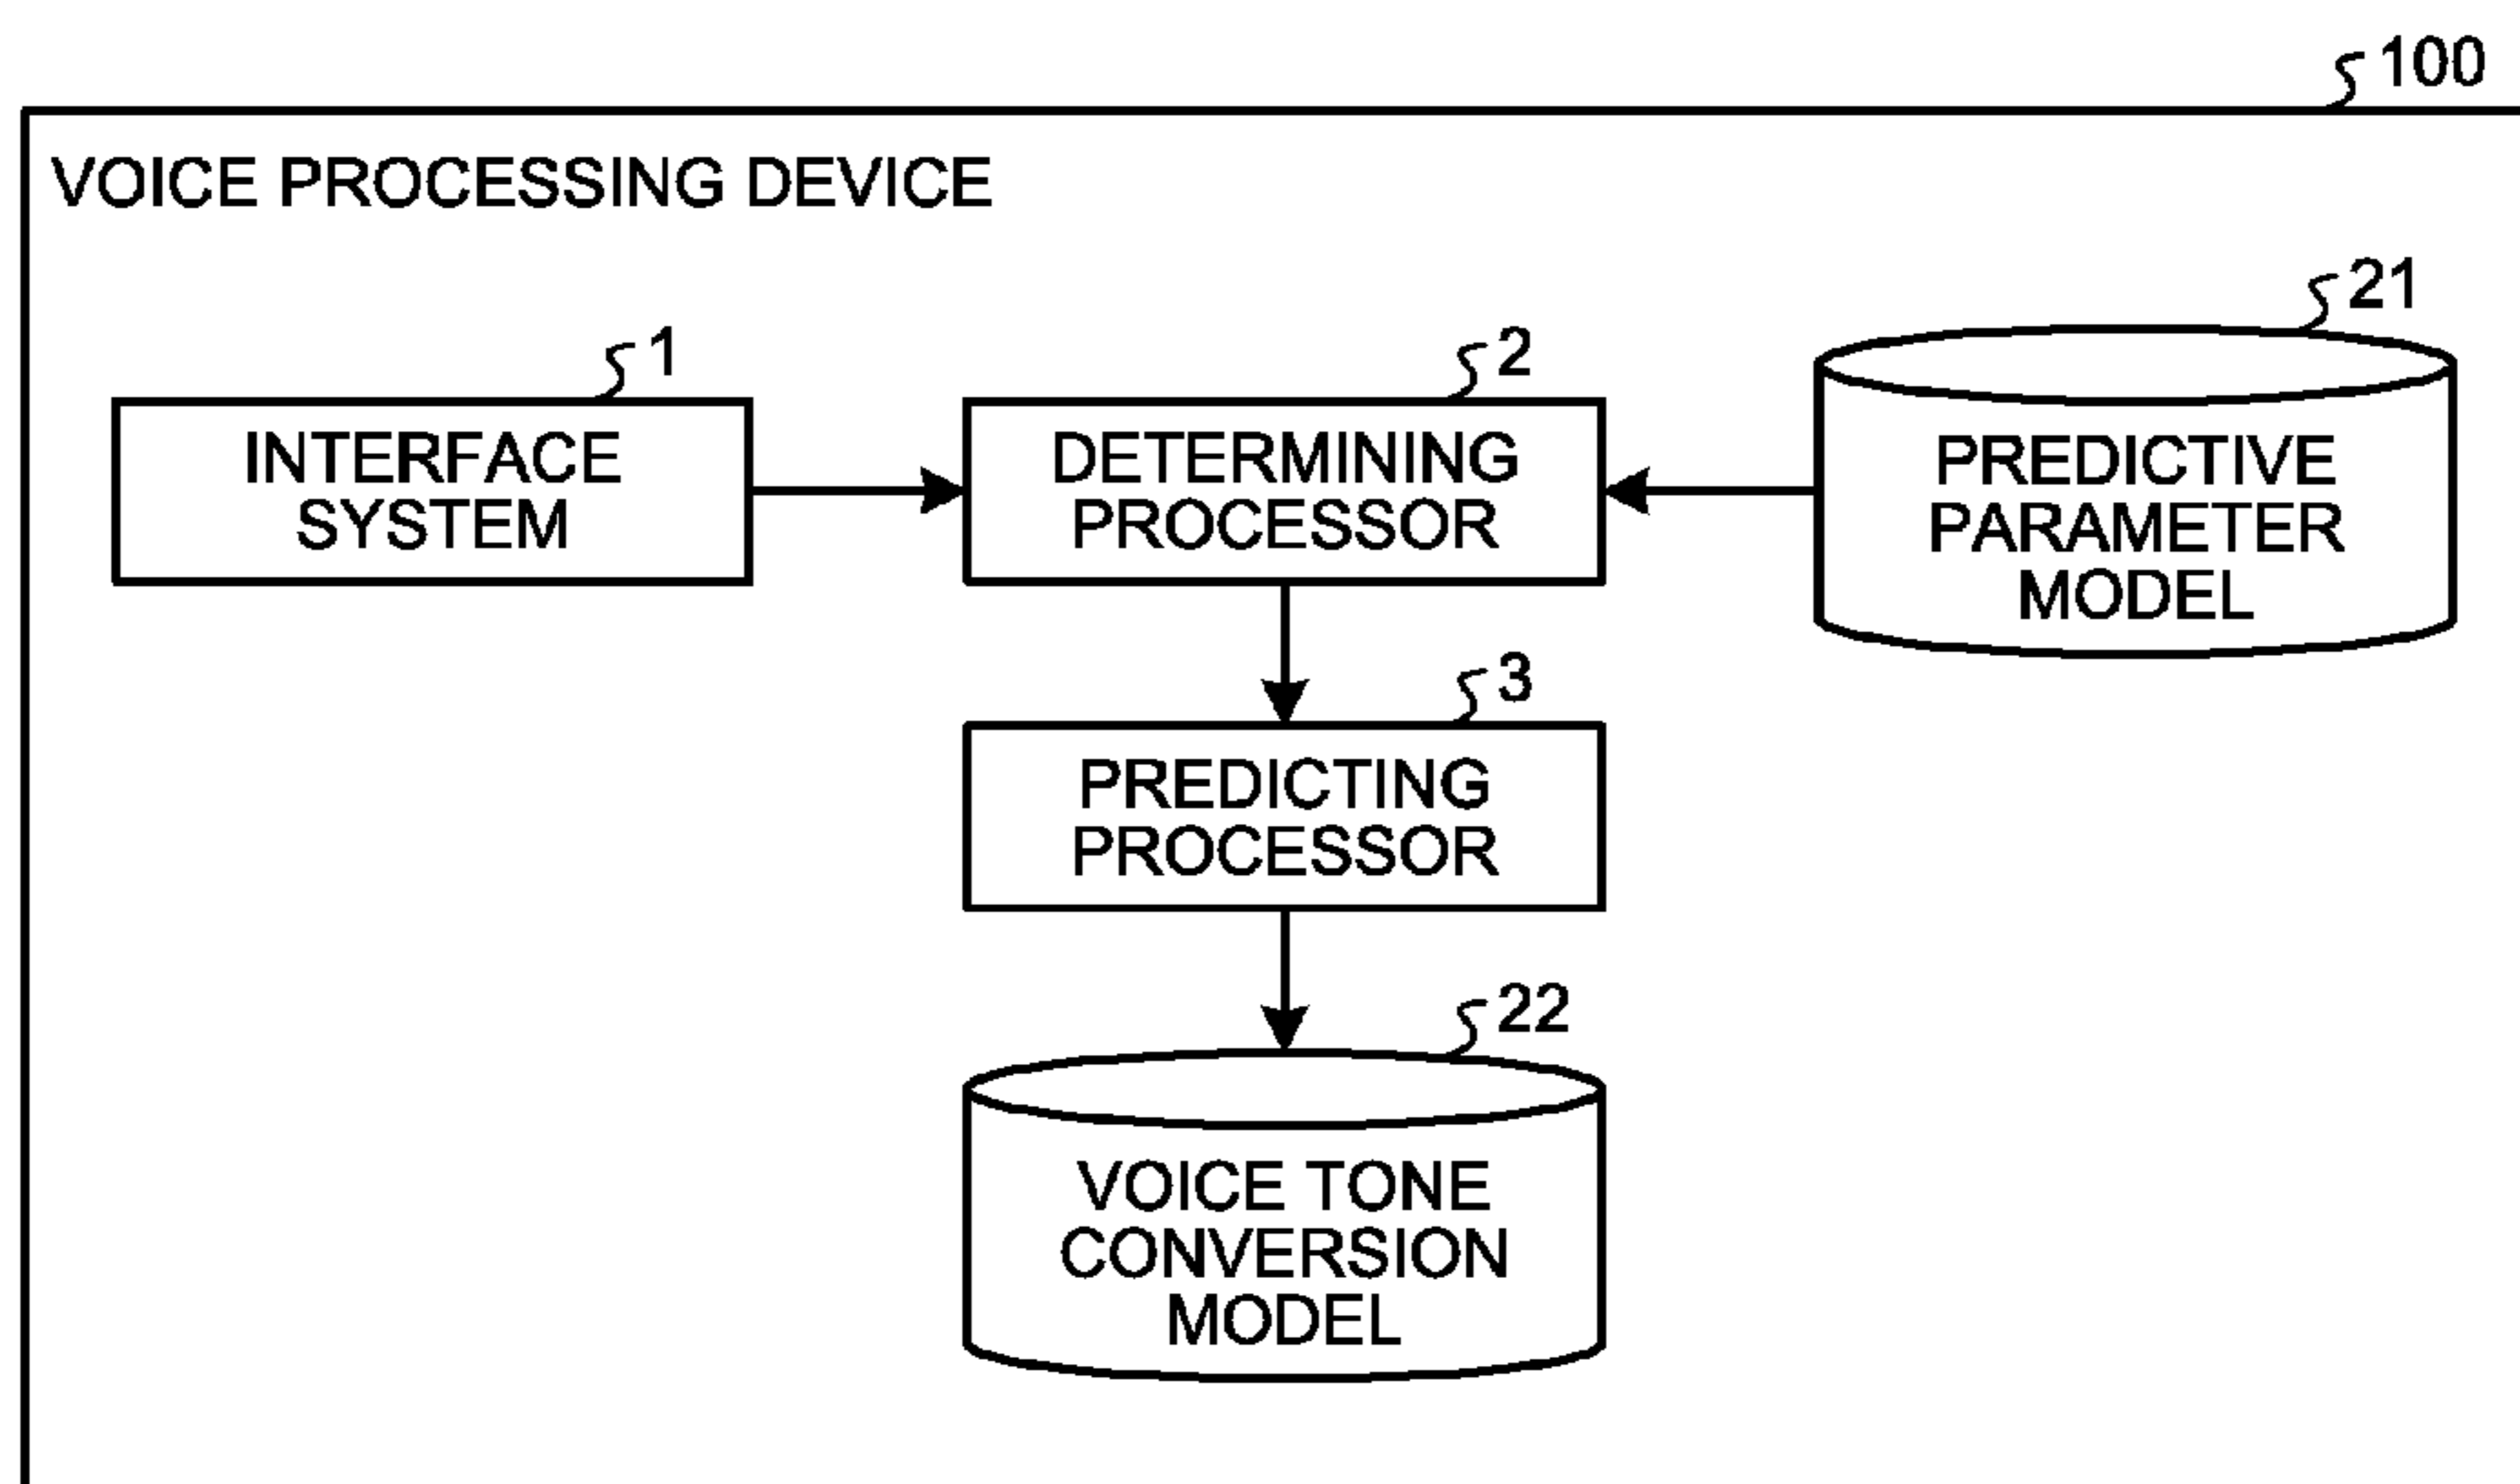 100
VOICE PROCESSING DEVICE
21
1
2
INTERFACE
SYSTEM
DETERMINING
PROCESSOR
PREDICTIVE
PARAMETER
MODEL
3
PREDICTING
PROCESSOR
22
VOICE TONE
CONVERSION
MODEL